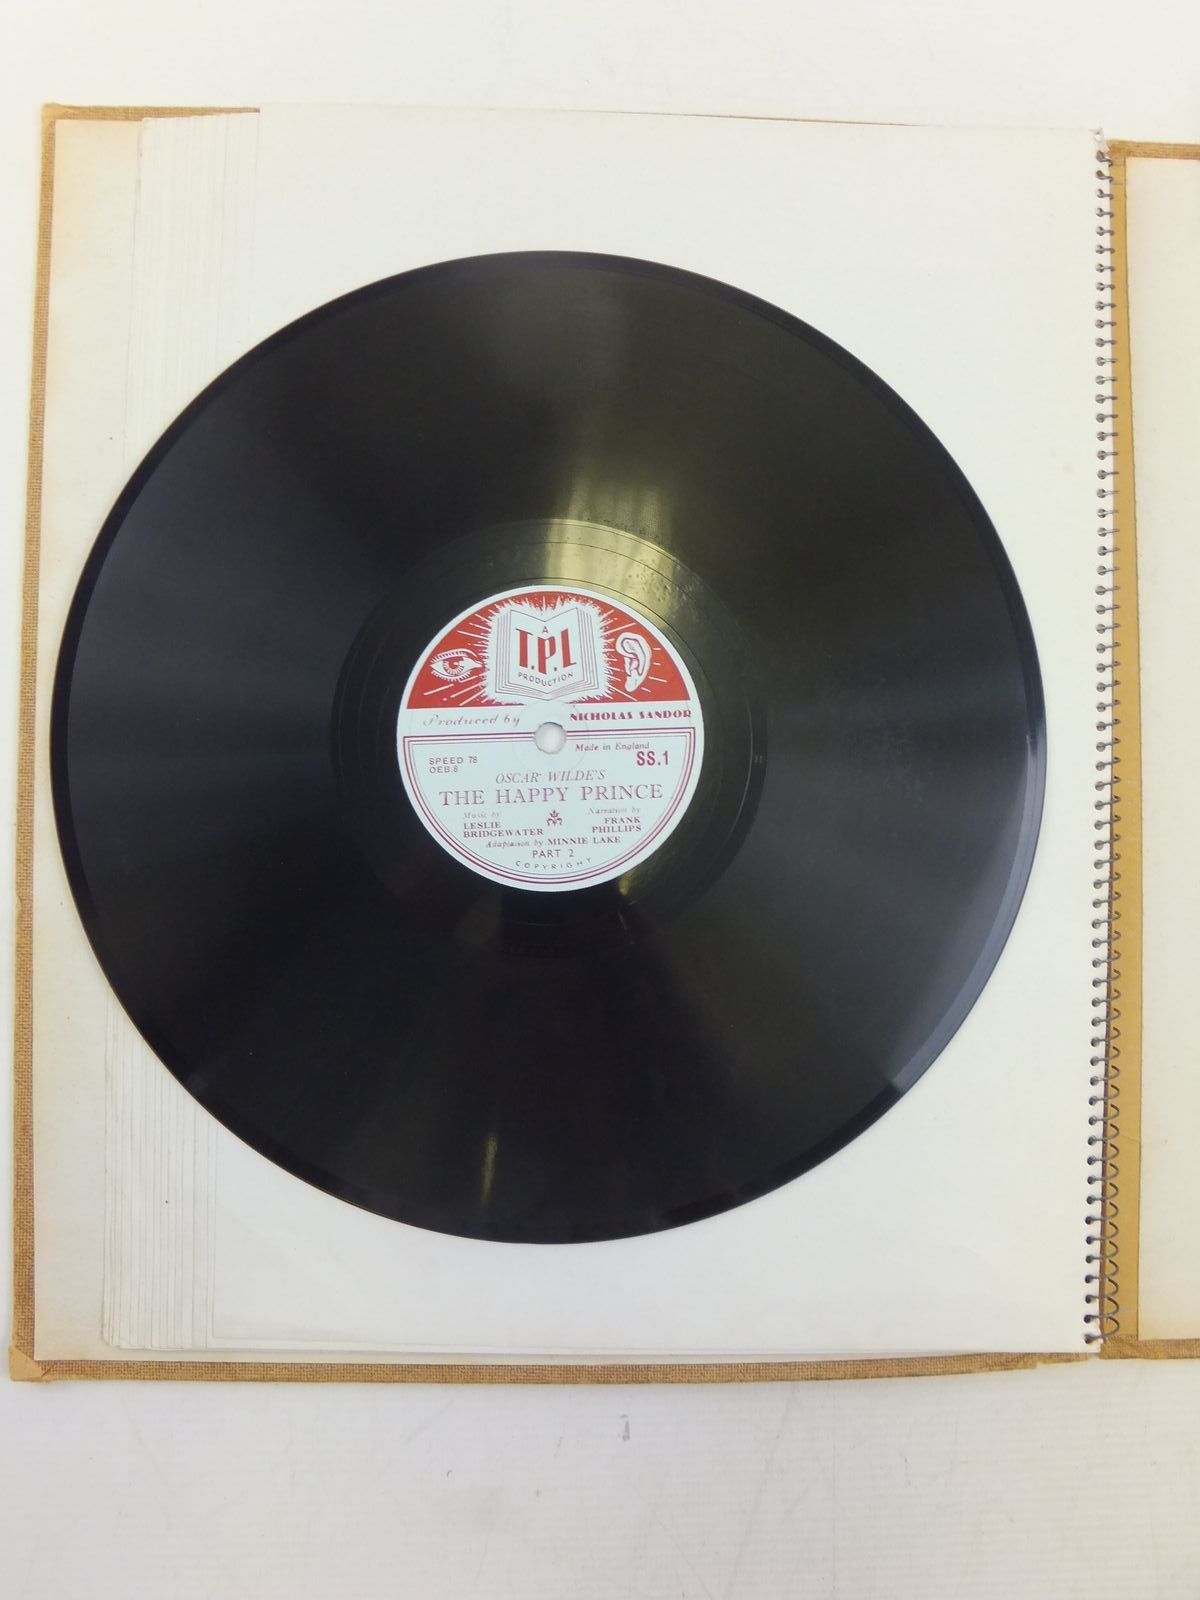 A
T.P.L
PRODUCTION
Produced by NICHOLAS SANDOR
Made in England
SPEED 78
OEB.8
SS.1
OSCAR WILDE'S
THE HAPPY PRINCE
Music by
LESLIE
BRIDGEWATER
Narration by
FRANK
PHILLIPS
Adaptation by MINNIE LAKE
PART 2
COPYRIGHT